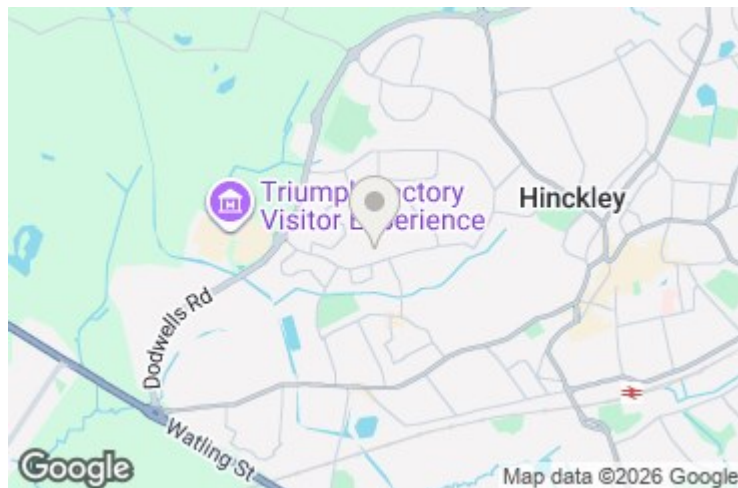 Triumph Factory
Visitor Experience
Hinckley
Dodwells Rd
Watling St
Google
Map data ©2026 Google